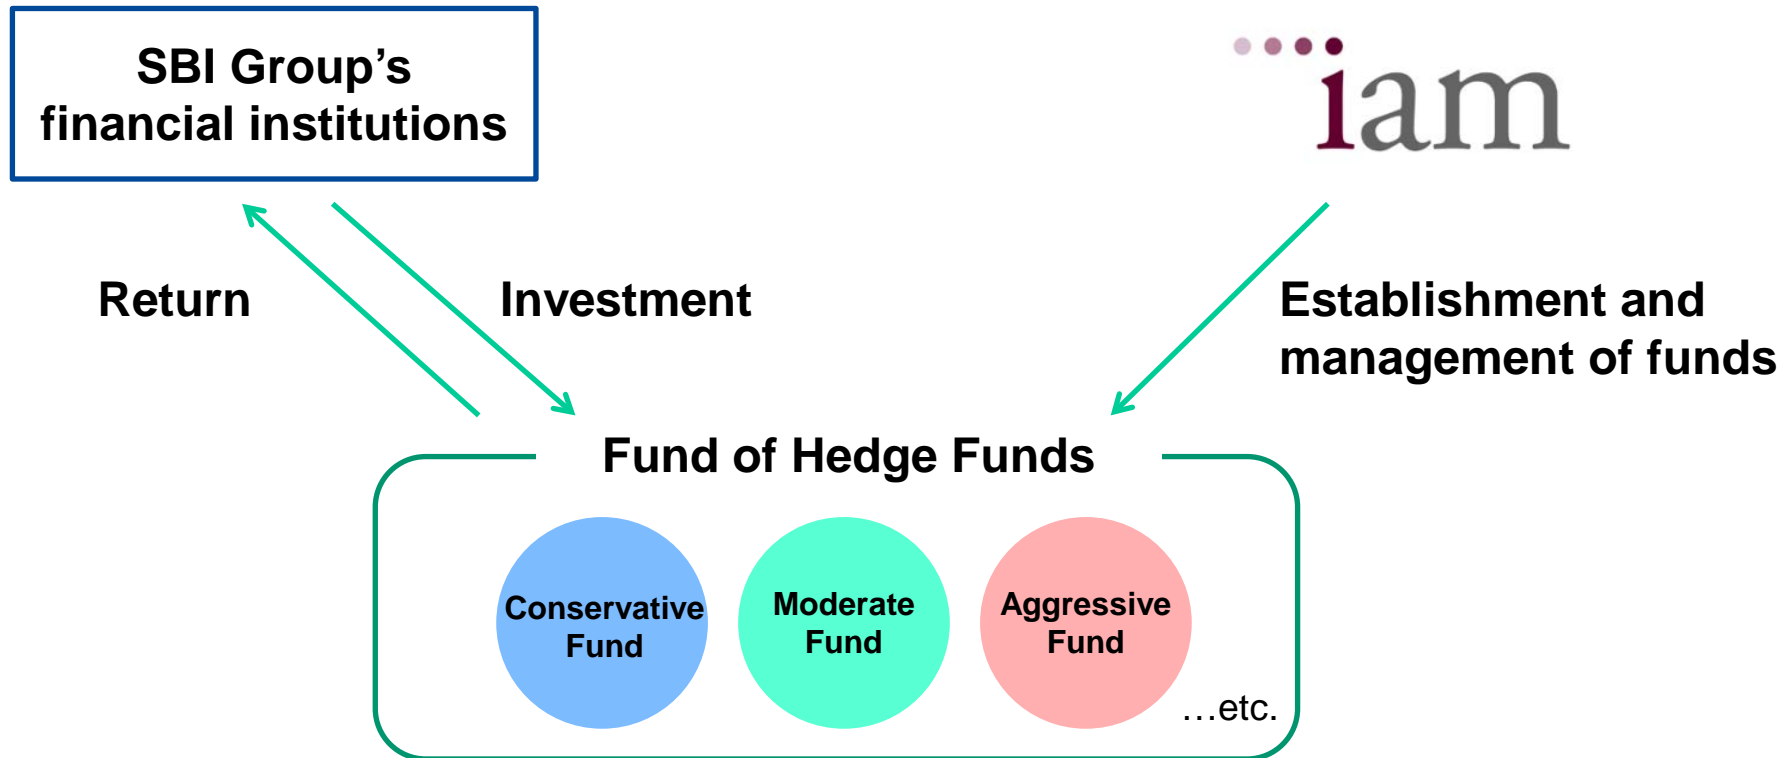 SBI Group’s
financial institutions
iam
Return
Investment
Establishment and
management of funds
Fund of Hedge Funds
Conservative
Fund
Moderate
Fund
Aggressive
Fund
…etc.